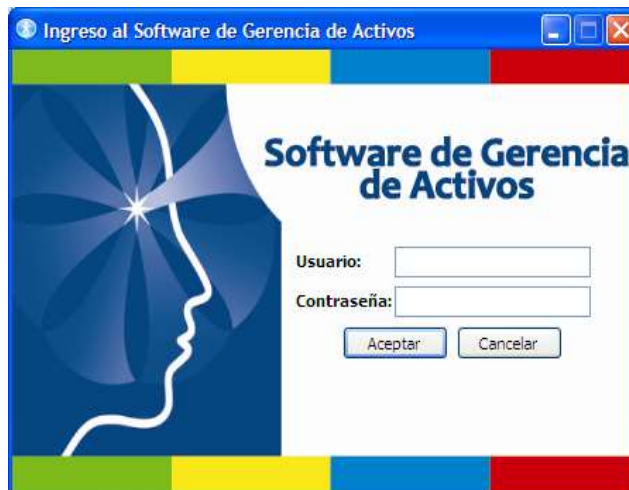 Ingreso al Software de Gerencia de Activos
Software de Gerencia
de Activos
Usuario:
Contraseña:
Aceptar Cancelar